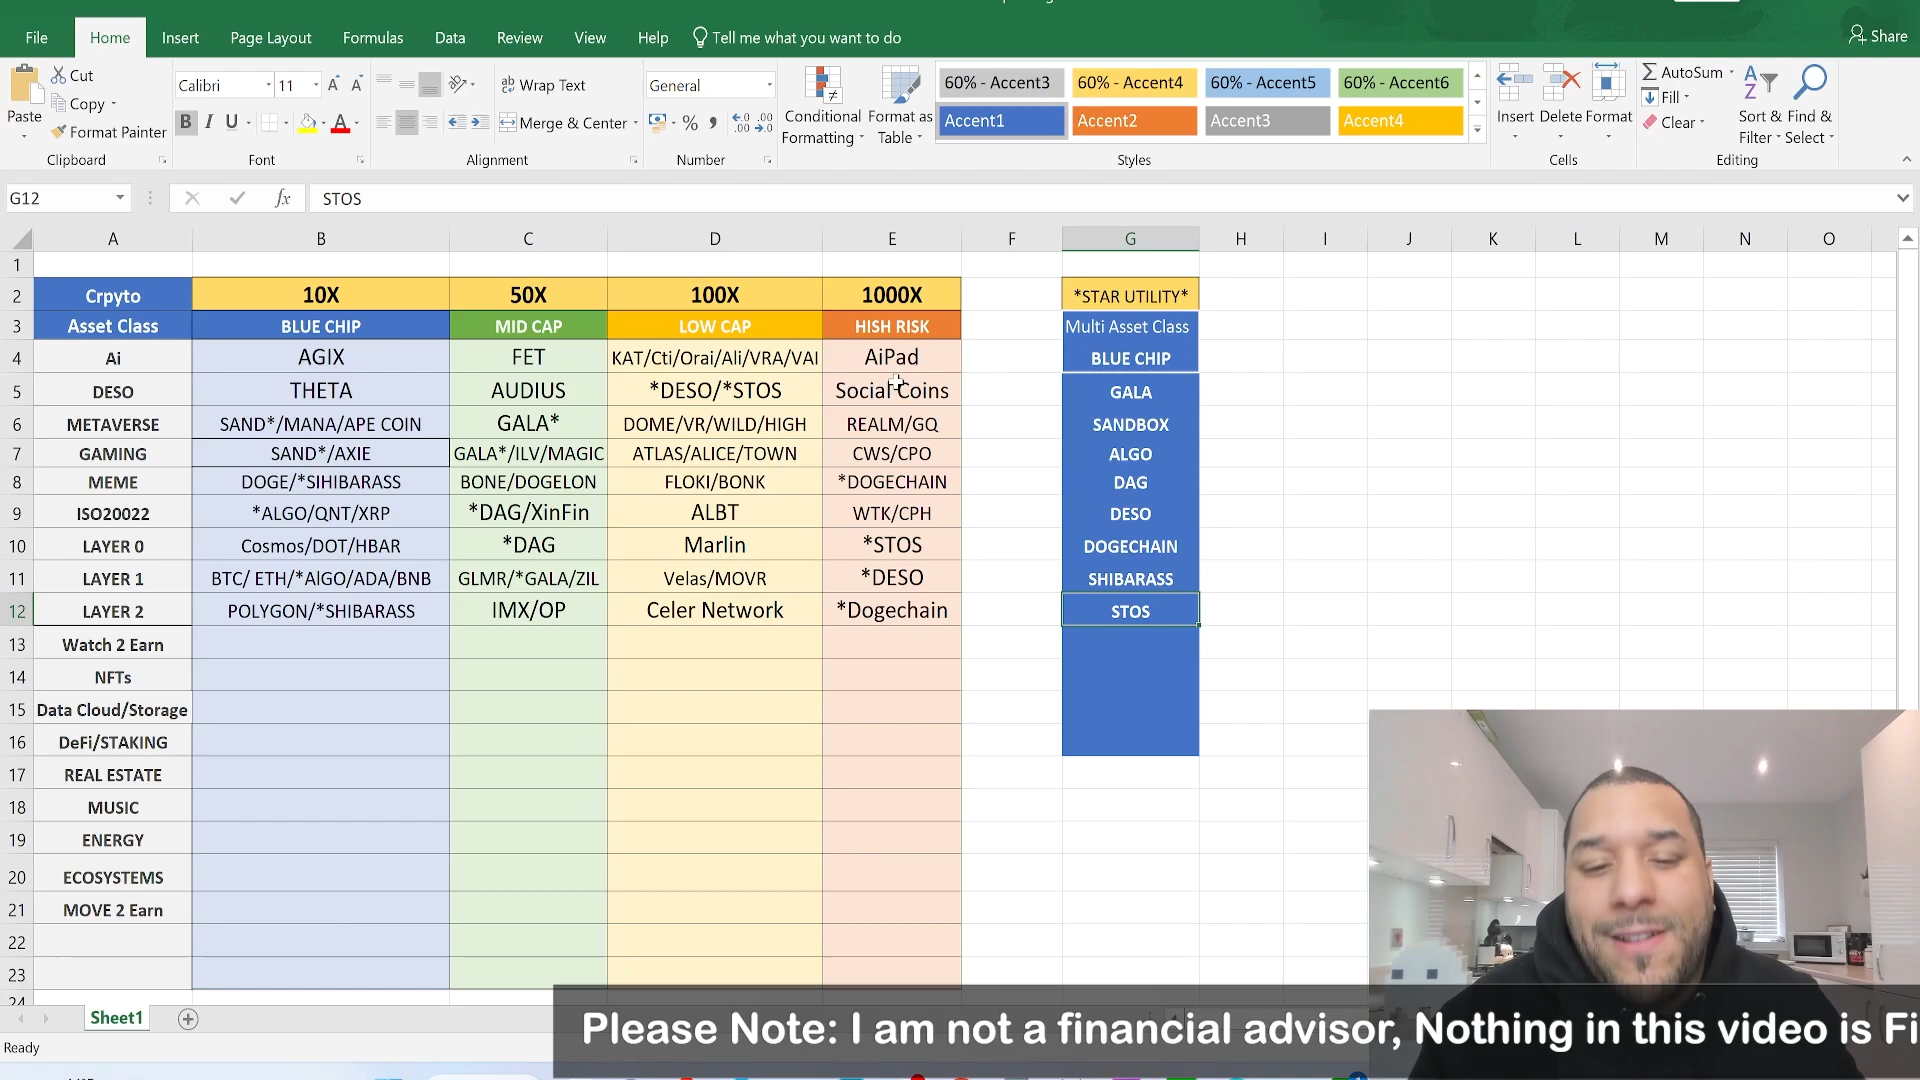 File Home Insert Page Layout Formulas Data Review View Help Tell me what you want to do Share
Paste Cut Copy Format Painter Clipboard
Calibri 11 A A B I U A Font
ab Wrap Text Merge & Center Alignment
General % , Number
Conditional Formatting Format as Table
60% - Accent3 60% - Accent4 60% - Accent5 60% - Accent6
Accent1 Accent2 Accent3 Accent4
Styles
Insert Delete Format Cells
AutoSum Fill Clear Sort & Filter Find & Select Editing
G12 fx STOS
A B C D E F G H I J K L M N O
1
2 Crpyto 10X 50X 100X 1000X *STAR UTILITY*
3 Asset Class BLUE CHIP MID CAP LOW CAP HISH RISK Multi Asset Class
4 Ai AGIX FET KAT/Cti/Orai/Ali/VRA/VAI AiPad BLUE CHIP
5 DESO THETA AUDIUS *DESO/*STOS Social Coins GALA
6 METAVERSE SAND*/MANA/APE COIN GALA* DOME/VR/WILD/HIGH REALM/GQ SANDBOX
7 GAMING SAND*/AXIE GALA*/ILV/MAGIC ATLAS/ALICE/TOWN CWS/CPO ALGO
8 MEME DOGE/*SIHIBARASS BONE/DOGELON FLOKI/BONK *DOGECHAIN DAG
9 ISO20022 *ALGO/QNT/XRP *DAG/XinFin ALBT WTK/CPH DESO
10 LAYER 0 Cosmos/DOT/HBAR *DAG Marlin *STOS DOGECHAIN
11 LAYER 1 BTC/ ETH/*AlGO/ADA/BNB GLMR/*GALA/ZIL Velas/MOVR *DESO SHIBARASS
12 LAYER 2 POLYGON/*SHIBARASS IMX/OP Celer Network *Dogechain STOS
13 Watch 2 Earn
14 NFTs
15 Data Cloud/Storage
16 DeFi/STAKING
17 REAL ESTATE
18 MUSIC
19 ENERGY
20 ECOSYSTEMS
21 MOVE 2 Earn
22
23
24
Sheet1
Please Note: I am not a financial advisor, Nothing in this video is Fi
Ready